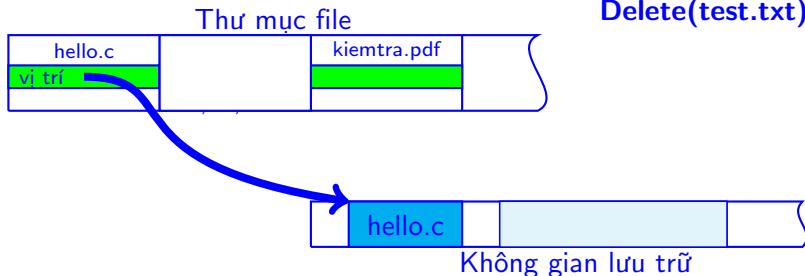 Delete(test.txt)
Thư mục file
hello.c
kiemtra.pdf
vị trí
hello.c
Không gian lưu trữ